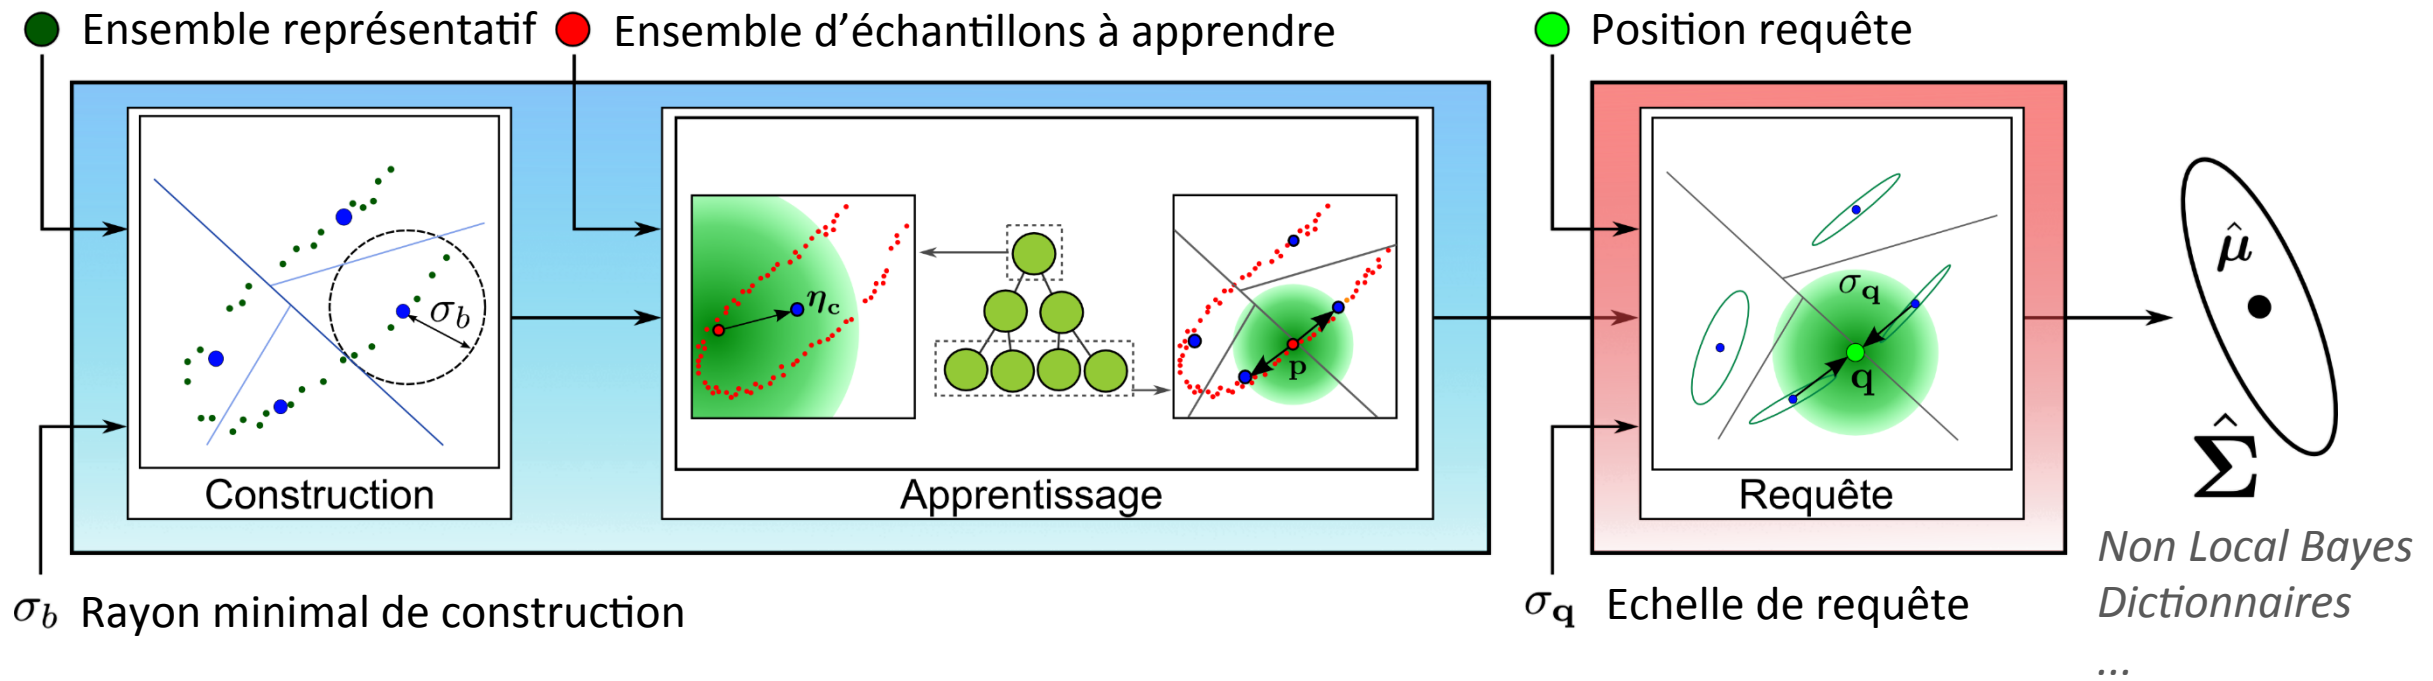 Ensemble représentatif
Ensemble d'échantillons à apprendre
Position requête
σb
ηc
p
σq
q
μ̂
Σ̂
Construction
Apprentissage
Requête
Non Local Bayes
Dictionnaires
...
σb Rayon minimal de construction
σq Echelle de requête